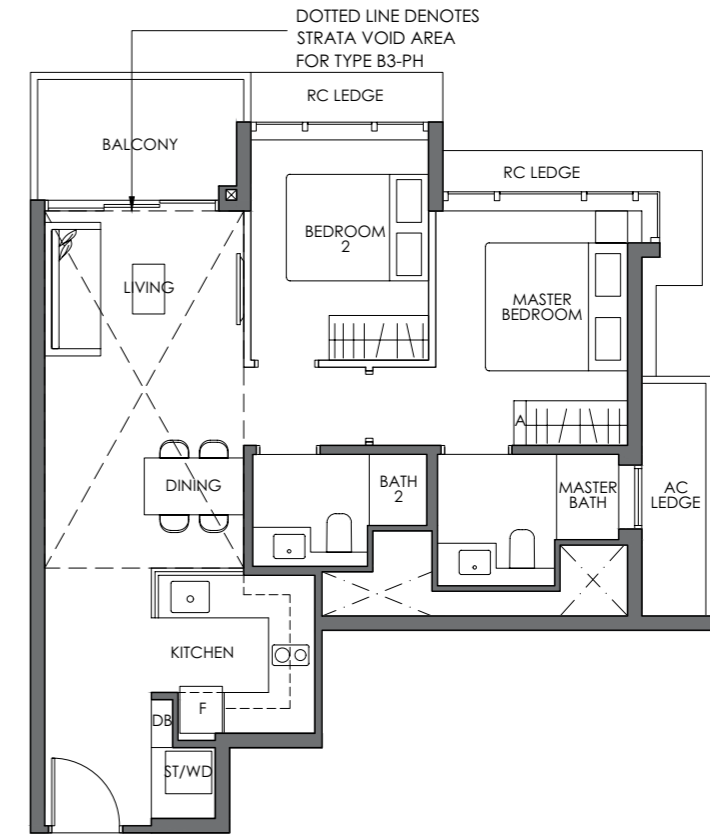 DOTTED LINE DENOTES
STRATA VOID AREA
FOR TYPE B3-PH
RC LEDGE
BALCONY
RC LEDGE
BEDROOM
2
LIVING
MASTER
BEDROOM
A
DINING
BATH
2
MASTER
BATH
AC
LEDGE
KITCHEN
F
DB
ST/WD